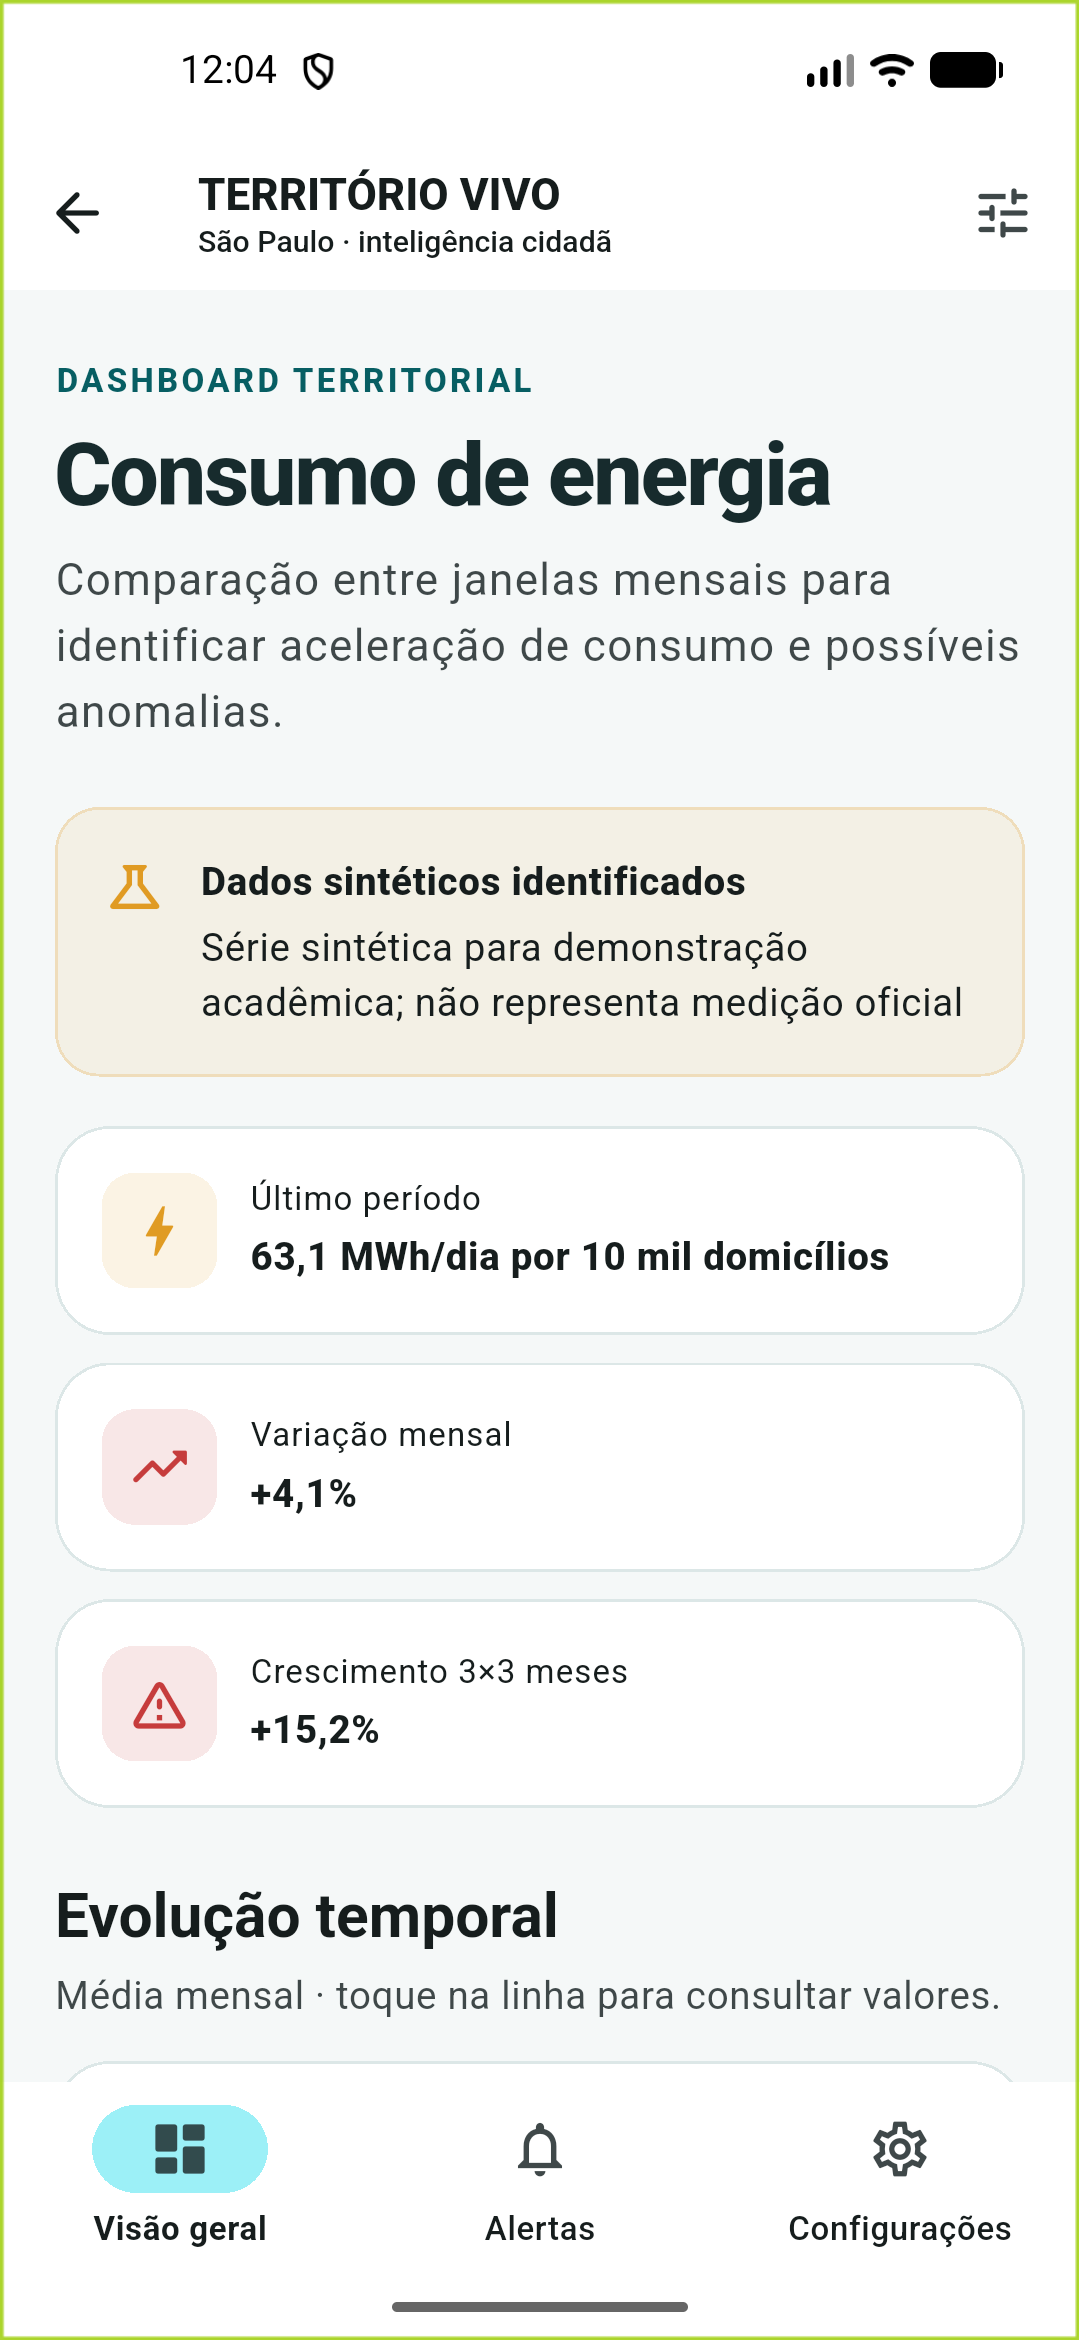 12:04
TERRITÓRIO VIVO
São Paulo · inteligência cidadã
DASHBOARD TERRITORIAL
Consumo de energia
Comparação entre janelas mensais para
identificar aceleração de consumo e possíveis
anomalias.
Dados sintéticos identificados
Série sintética para demonstração
acadêmica; não representa medição oficial
Último período
63,1 MWh/dia por 10 mil domicílios
Variação mensal
+4,1%
Crescimento 3×3 meses
+15,2%
Evolução temporal
Média mensal · toque na linha para consultar valores.
Visão geral
Alertas
Configurações